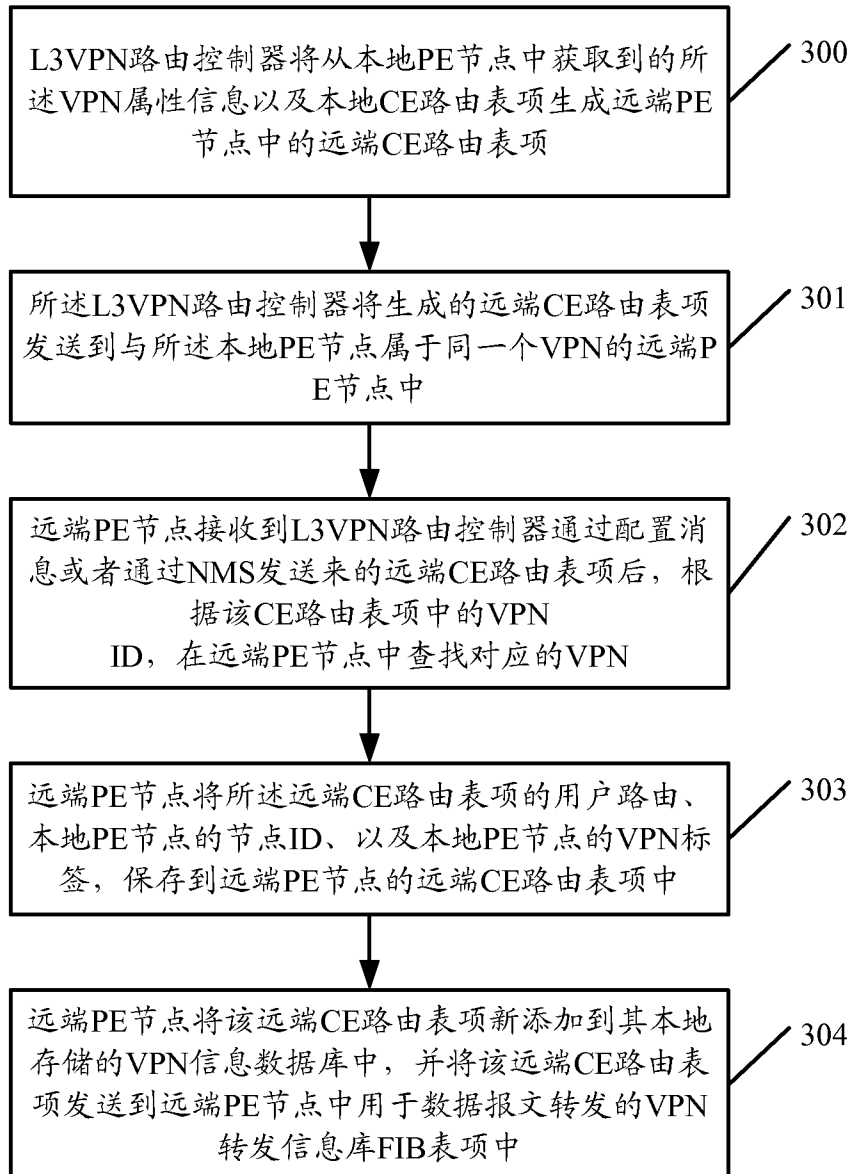 L3VPN路由控制器将从本地PE节点中获取到的所
述VPN属性信息以及本地CE路由表项生成远端PE
节点中的远端CE路由表项
300
所述L3VPN路由控制器将生成的远端CE路由表项
发送到与所述本地PE节点属于同一个VPN的远端P
E节点中
301
远端PE节点接收到L3VPN路由控制器通过配置消
息或者通过NMS发送来的远端CE路由表项后，根
据该CE路由表项中的VPN
ID，在远端PE节点中查找对应的VPN
302
远端PE节点将所述远端CE路由表项的用户路由、
本地PE节点的节点ID、以及本地PE节点的VPN标
签，保存到远端PE节点的远端CE路由表项中
303
远端PE节点将该远端CE路由表项新添加到其本地
存储的VPN信息数据库中，并将该远端CE路由表
项发送到远端PE节点中用于数据报文转发的VPN
转发信息库FIB表项中
304